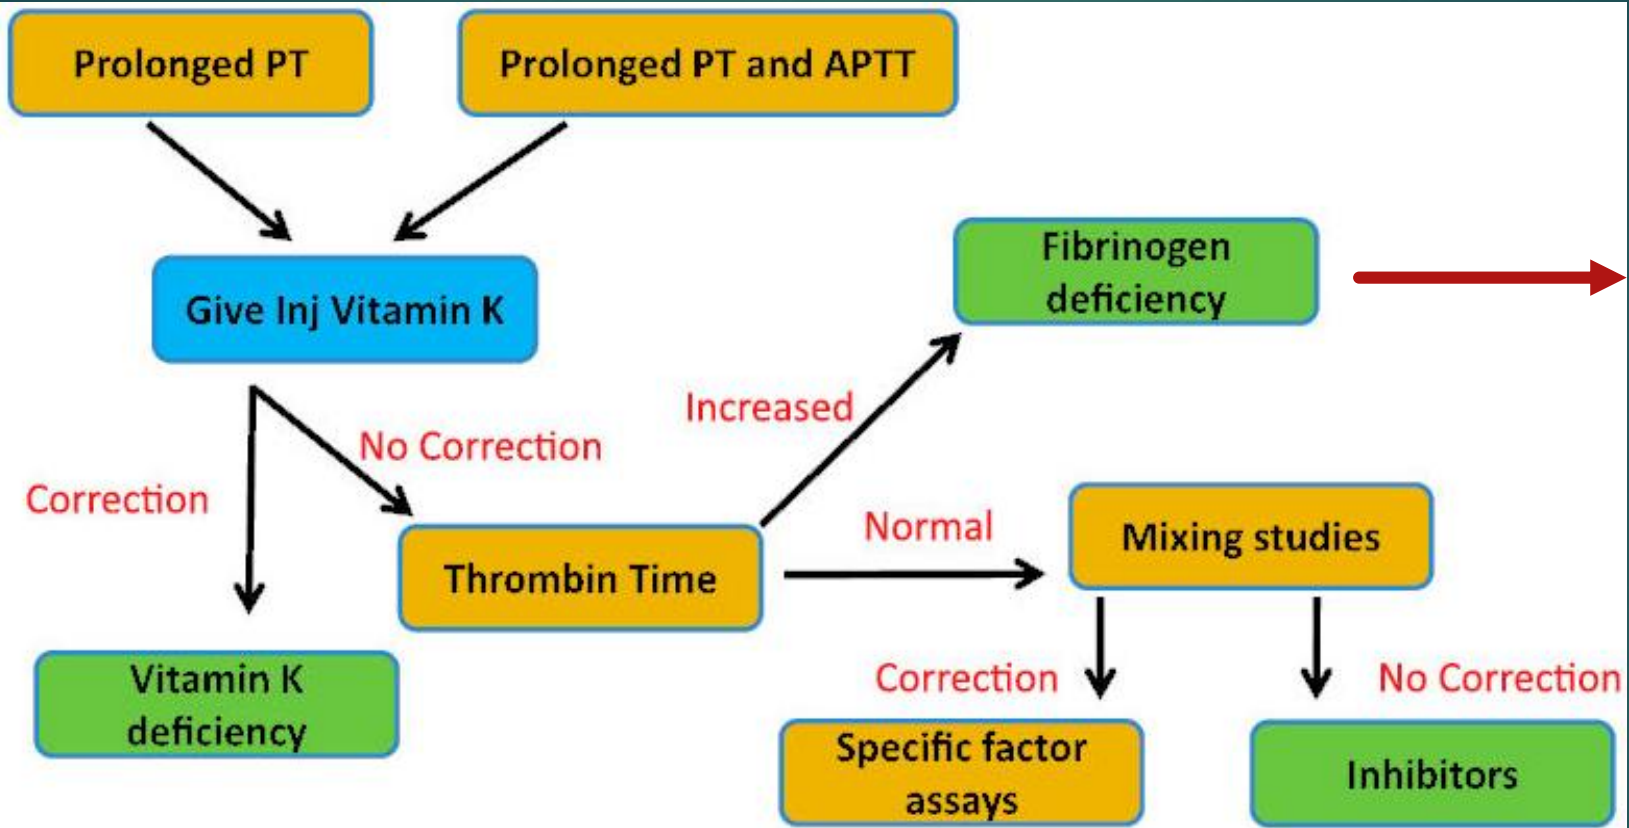 Prolonged PT
Prolonged PT and APTT
Give Inj Vitamin K
Fibrinogen
deficiency
Increased
No Correction
Correction
Normal
Mixing studies
Thrombin Time
Vitamin K
deficiency
Correction
No Correction
Specific factor
assays
Inhibitors